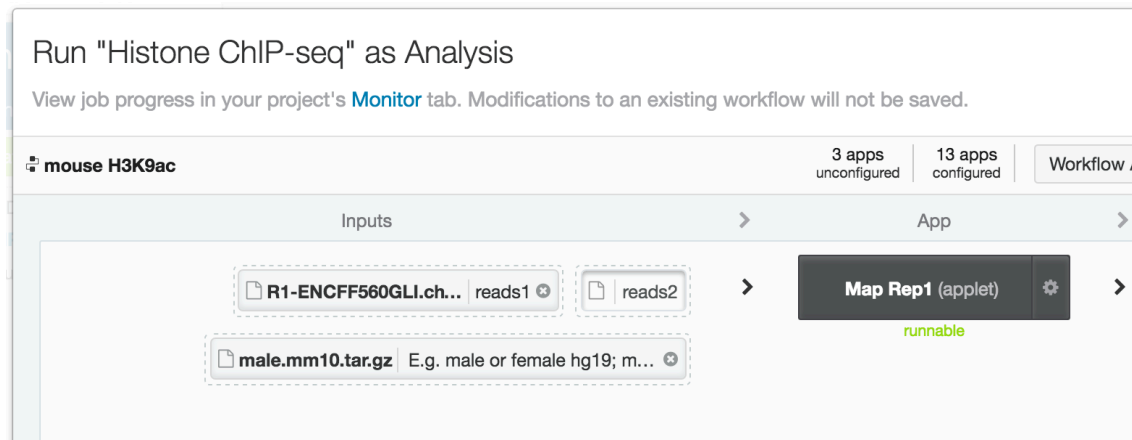 Run "Histone ChIP-seq" as Analysis
View job progress in your project's Monitor tab. Modifications to an existing workflow will not be saved.
mouse H3K9ac
3 apps
unconfigured
13 apps
configured
Workflow
Inputs
App
R1-ENCFF560GLI.ch... reads1
reads2
Map Rep1 (applet)
runnable
male.mm10.tar.gz E.g. male or female hg19; m...